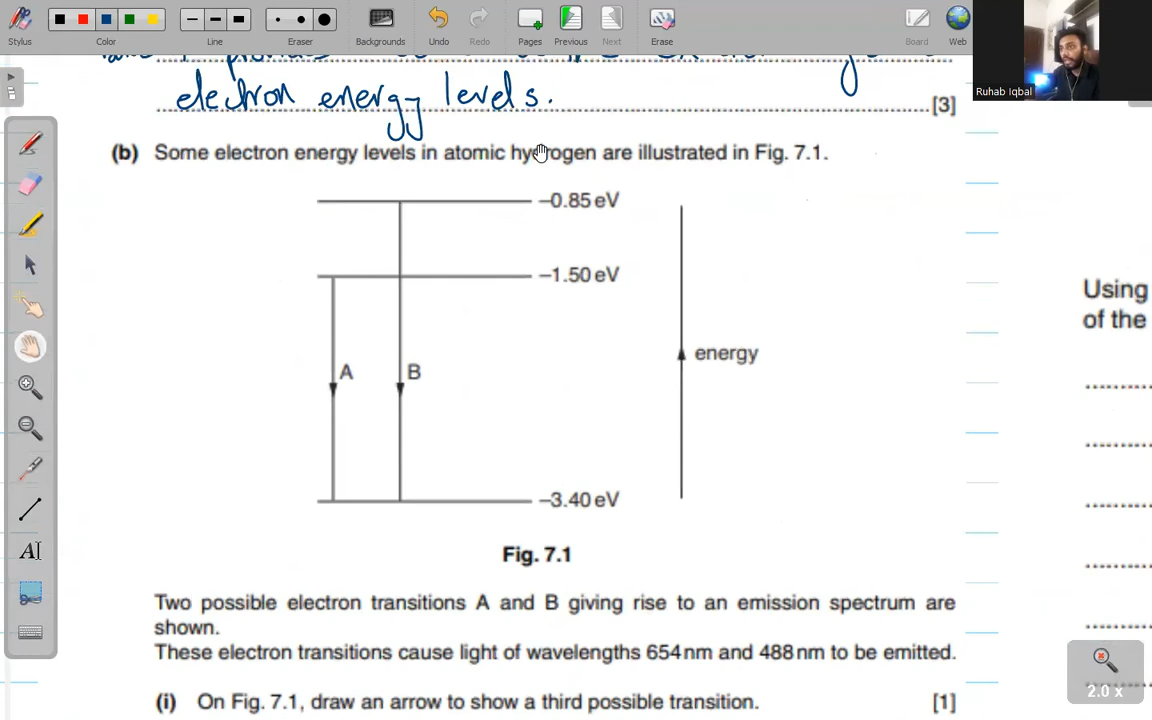 Stylus
Color
Line
Eraser
Backgrounds
Undo
Redo
Pages
Previous
Next
Erase
Board
Web
Ruhab Iqbal
electron energy levels.
[3]
(b) Some electron energy levels in atomic hydrogen are illustrated in Fig. 7.1.
–0.85 eV
–1.50 eV
A
B
energy
–3.40 eV
Fig. 7.1
Two possible electron transitions A and B giving rise to an emission spectrum are
shown.
These electron transitions cause light of wavelengths 654 nm and 488 nm to be emitted.
(i) On Fig. 7.1, draw an arrow to show a third possible transition. [1]
Using
of the
A
2.0 x